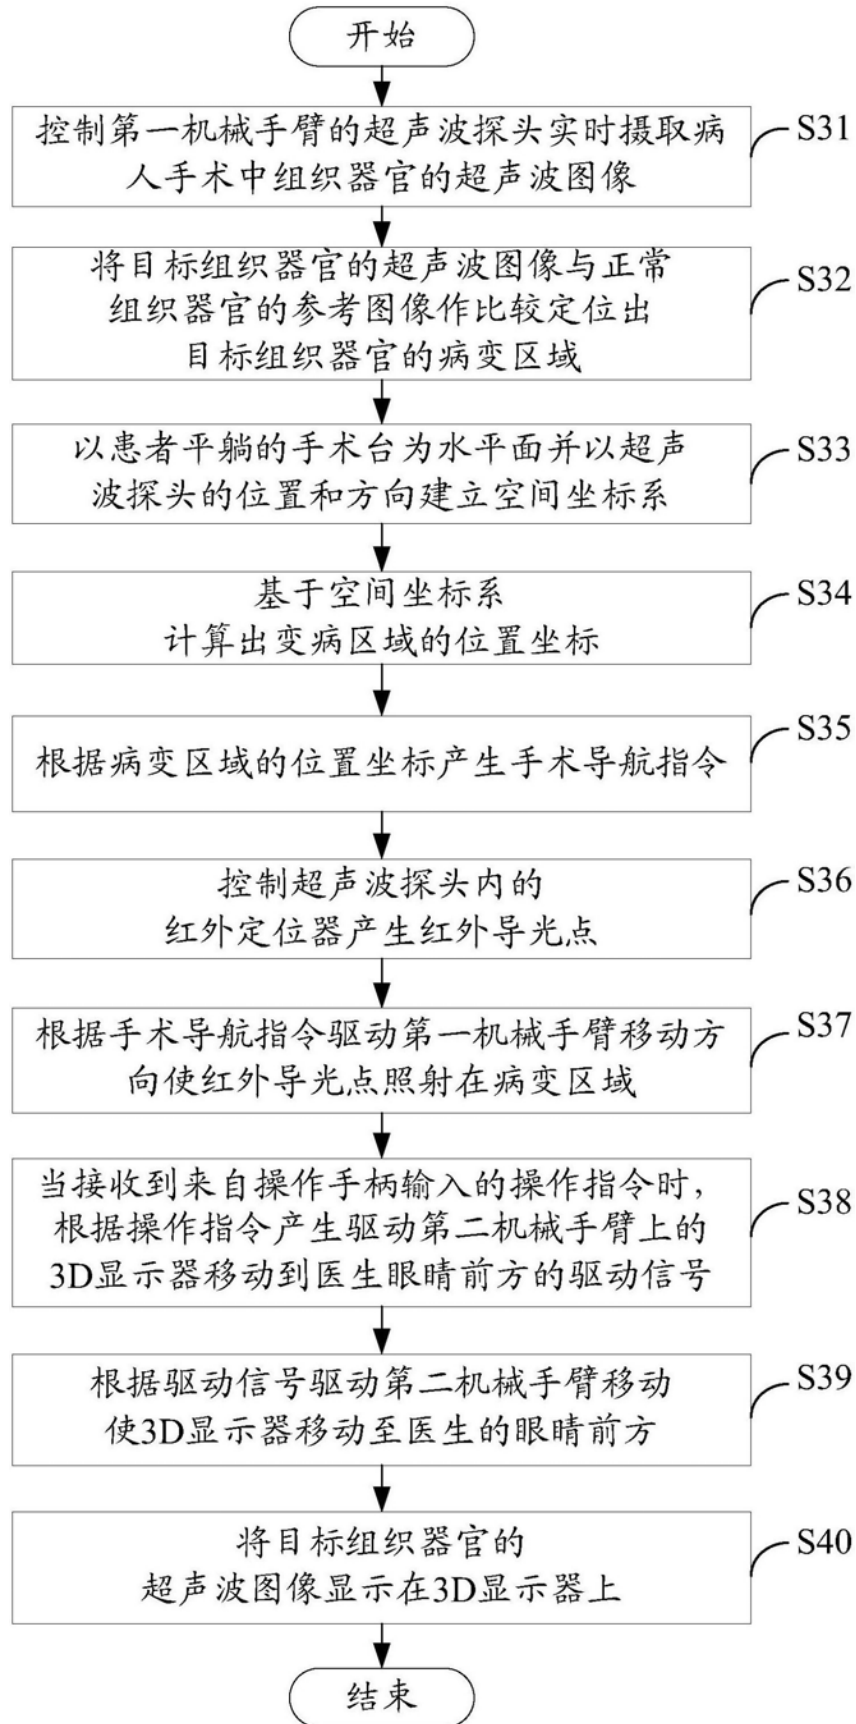 开始
控制第一机械手臂的超声波探头实时摄取病
人手术中组织器官的超声波图像
S31
将目标组织器官的超声波图像与正常
组织器官的参考图像作比较定位出
目标组织器官的病变区域
S32
以患者平躺的手术台为水平面并以超声
波探头的位置和方向建立空间坐标系
S33
基于空间坐标系
计算出变病区域的位置坐标
S34
根据病变区域的位置坐标产生手术导航指令
S35
控制超声波探头内的
红外定位器产生红外导光点
S36
根据手术导航指令驱动第一机械手臂移动方
向使红外导光点照射在病变区域
S37
当接收到来自操作手柄输入的操作指令时，
根据操作指令产生驱动第二机械手臂上的
3D显示器移动到医生眼睛前方的驱动信号
S38
根据驱动信号驱动第二机械手臂移动
使3D显示器移动至医生的眼睛前方
S39
将目标组织器官的
超声波图像显示在3D显示器上
S40
结束